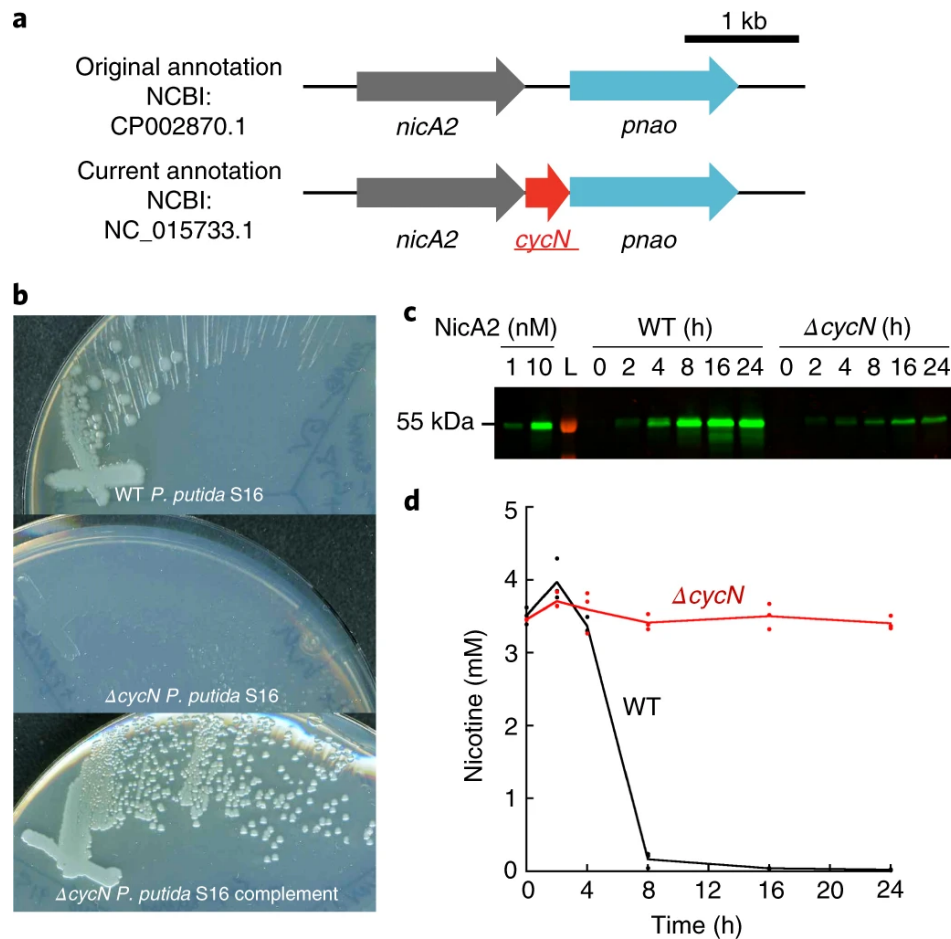 a
1 kb
Original annotation
NCBI:
CP002870.1
nicA2
pnao
Current annotation
NCBI:
NC_015733.1
nicA2
cycN
pnao
b
WT P. putida S16
ΔcycN P. putida S16
ΔcycN P. putida S16 complement
c
NicA2 (nM) WT (h) ΔcycN (h)
1 10 L 0 2 4 8 16 24 0 2 4 8 16 24
55 kDa
d
5
4
3
2
1
0
Nicotine (mM)
ΔcycN
WT
0 4 8 12 16 20 24
Time (h)